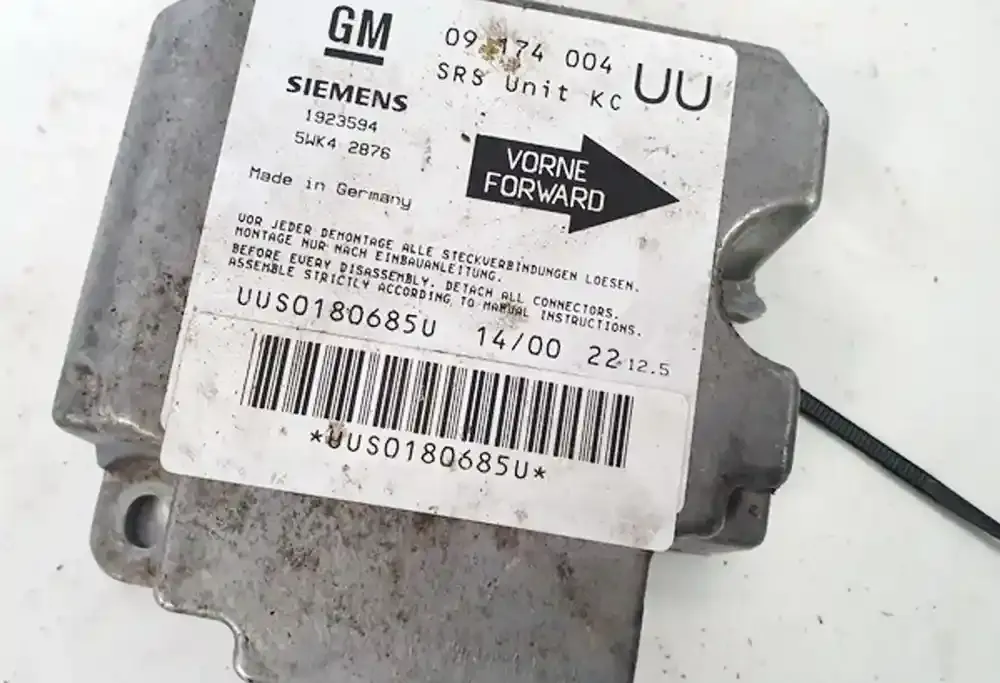 GM
09 174 004
SRS Unit KC
UU
SIEMENS
1923594
5WK4 2876
Made in Germany
VORNE
FORWARD
VOR JEDER DEMONTAGE ALLE STECKVERBINDUNGEN LOESEN.
MONTAGE NUR NACH EINBAUANLEITUNG.
BEFORE EVERY DISASSEMBLY, DETACH ALL CONNECTORS.
ASSEMBLE STRICTLY ACCORDING TO MANUAL INSTRUCTIONS.
UUS0180685U 14/00 22 12.5
*UUS0180685U*